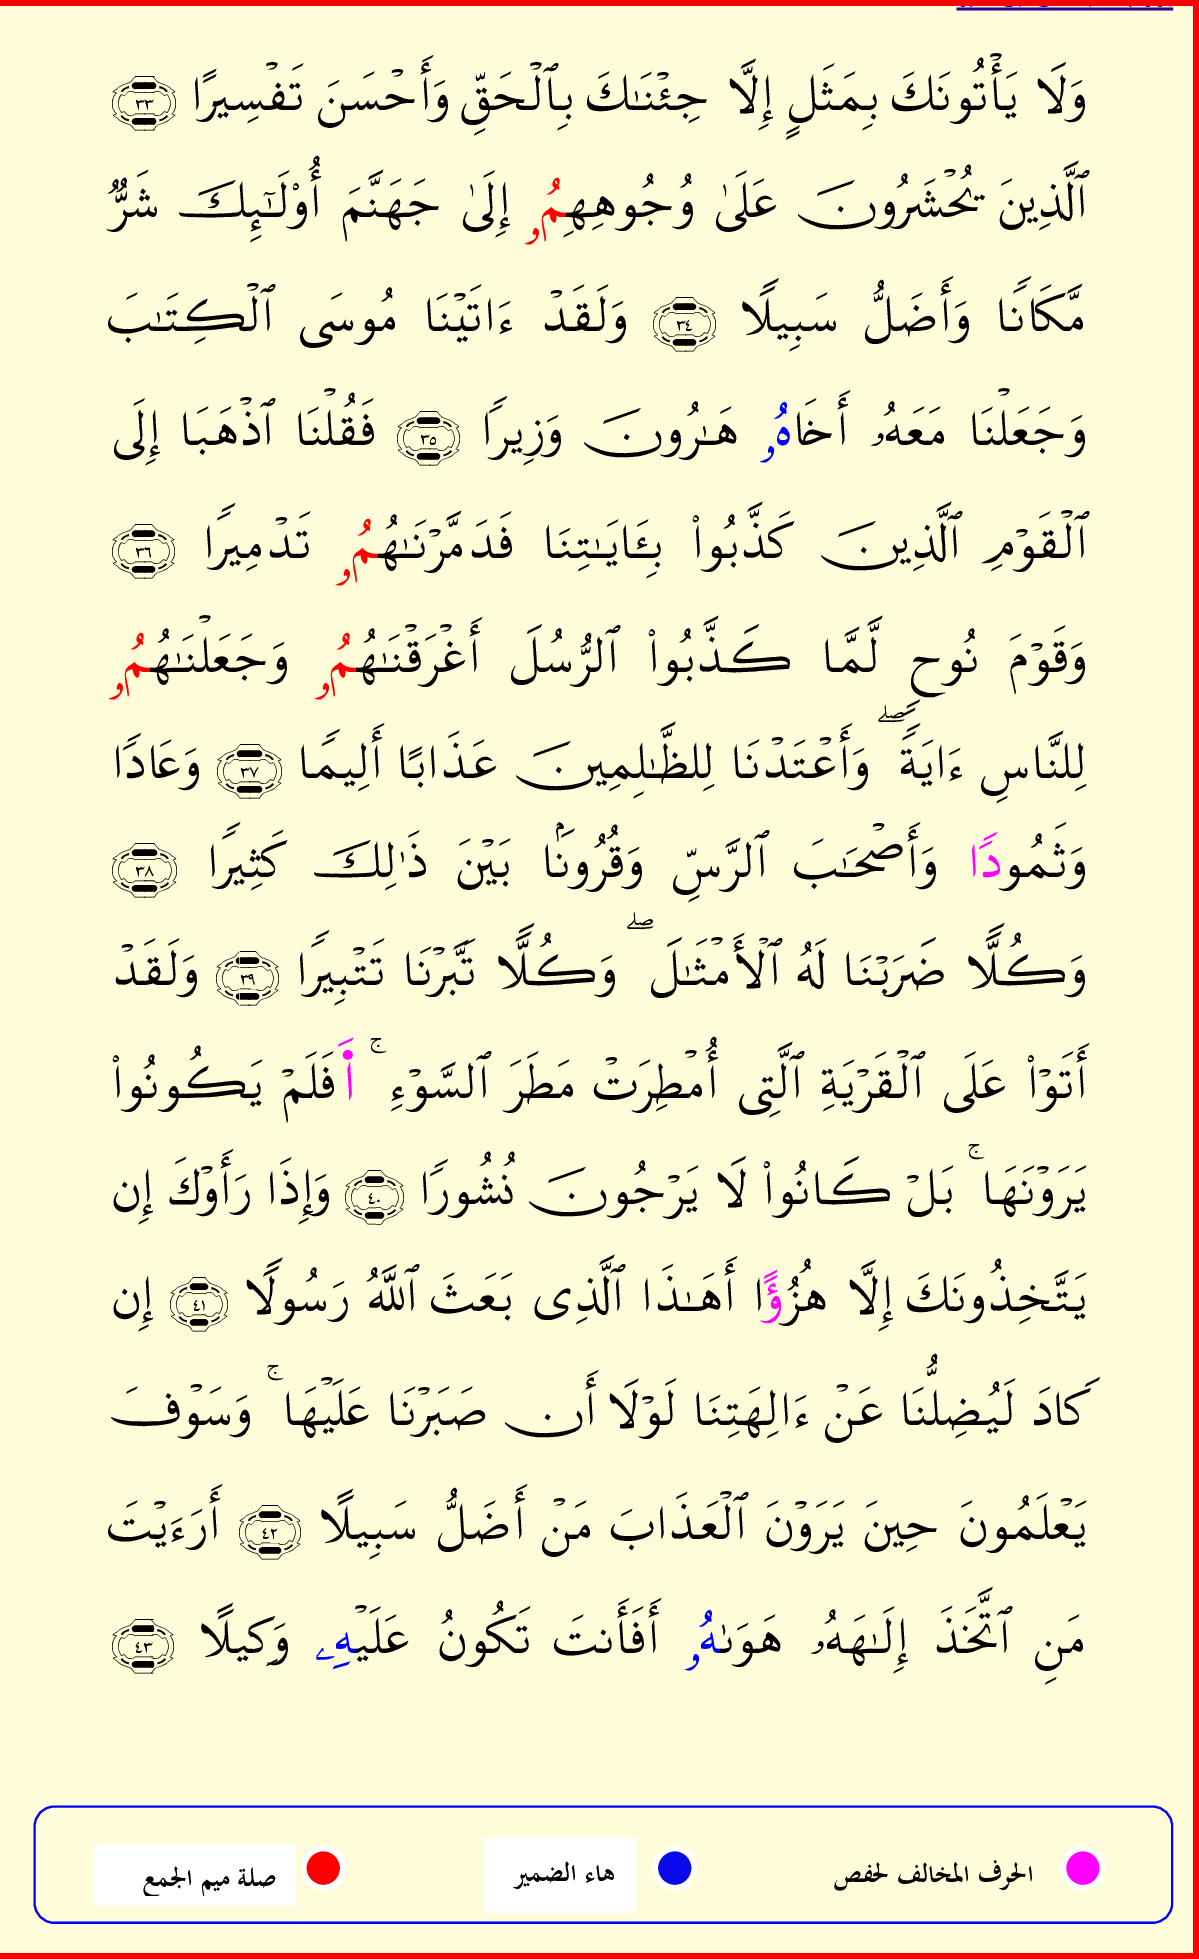 وَلَا يَأْتُونَكَ بِمَثَلٍ إِلَّا جِئْنَـٰكَ بِٱلْحَقِّ وَأَحْسَنَ تَفْسِيرًا ٣٣
ٱلَّذِينَ يُحْشَرُونَ عَلَىٰ وُجُوهِهِمُۥ إِلَىٰ جَهَنَّمَ أُو۟لَـٰٓئِكَ شَرٌّ
مَّكَانًا وَأَضَلُّ سَبِيلًا ٣٤ وَلَقَدْ ءَاتَيْنَا مُوسَى ٱلْكِتَـٰبَ
وَجَعَلْنَا مَعَهُۥ أَخَاهُۥ هَـٰرُونَ وَزِيرًا ٣٥ فَقُلْنَا ٱذْهَبَا إِلَى
ٱلْقَوْمِ ٱلَّذِينَ كَذَّبُوا۟ بِـَٔايَـٰتِنَا فَدَمَّرْنَـٰهُمُۥ تَدْمِيرًا ٣٦
وَقَوْمَ نُوحٍ لَّمَّا كَذَّبُوا۟ ٱلرُّسُلَ أَغْرَقْنَـٰهُمُۥ وَجَعَلْنَـٰهُمُۥ
لِلنَّاسِ ءَايَةً ۖ وَأَعْتَدْنَا لِلظَّـٰلِمِينَ عَذَابًا أَلِيمًا ٣٧ وَعَادًا
وَثَمُودًا وَأَصْحَـٰبَ ٱلرَّسِّ وَقُرُونَۢا بَيْنَ ذَٰلِكَ كَثِيرًا ٣٨
وَكُلًّا ضَرَبْنَا لَهُ ٱلْأَمْثَـٰلَ ۖ وَكُلًّا تَبَّرْنَا تَتْبِيرًا ٣٩ وَلَقَدْ
أَتَوْا۟ عَلَى ٱلْقَرْيَةِ ٱلَّتِى أُمْطِرَتْ مَطَرَ ٱلسَّوْءِ ۚ أَفَلَمْ يَكُونُوا۟
يَرَوْنَهَا ۚ بَلْ كَانُوا۟ لَا يَرْجُونَ نُشُورًا ٤٠ وَإِذَا رَأَوْكَ إِن
يَتَّخِذُونَكَ إِلَّا هُزُؤًا أَهَـٰذَا ٱلَّذِى بَعَثَ ٱللَّهُ رَسُولًا ٤١ إِن
كَادَ لَيُضِلُّنَا عَنْ ءَالِهَتِنَا لَوْلَا أَن صَبَرْنَا عَلَيْهَا ۚ وَسَوْفَ
يَعْلَمُونَ حِينَ يَرَوْنَ ٱلْعَذَابَ مَنْ أَضَلُّ سَبِيلًا ٤٢ أَرَءَيْتَ
مَنِ ٱتَّخَذَ إِلَـٰهَهُۥ هَوَىٰهُۥ أَفَأَنتَ تَكُونُ عَلَيْهِۦ وَكِيلًا ٤٣
الحرف المخالف لحفص هاء الضمير صلة ميم الجمع